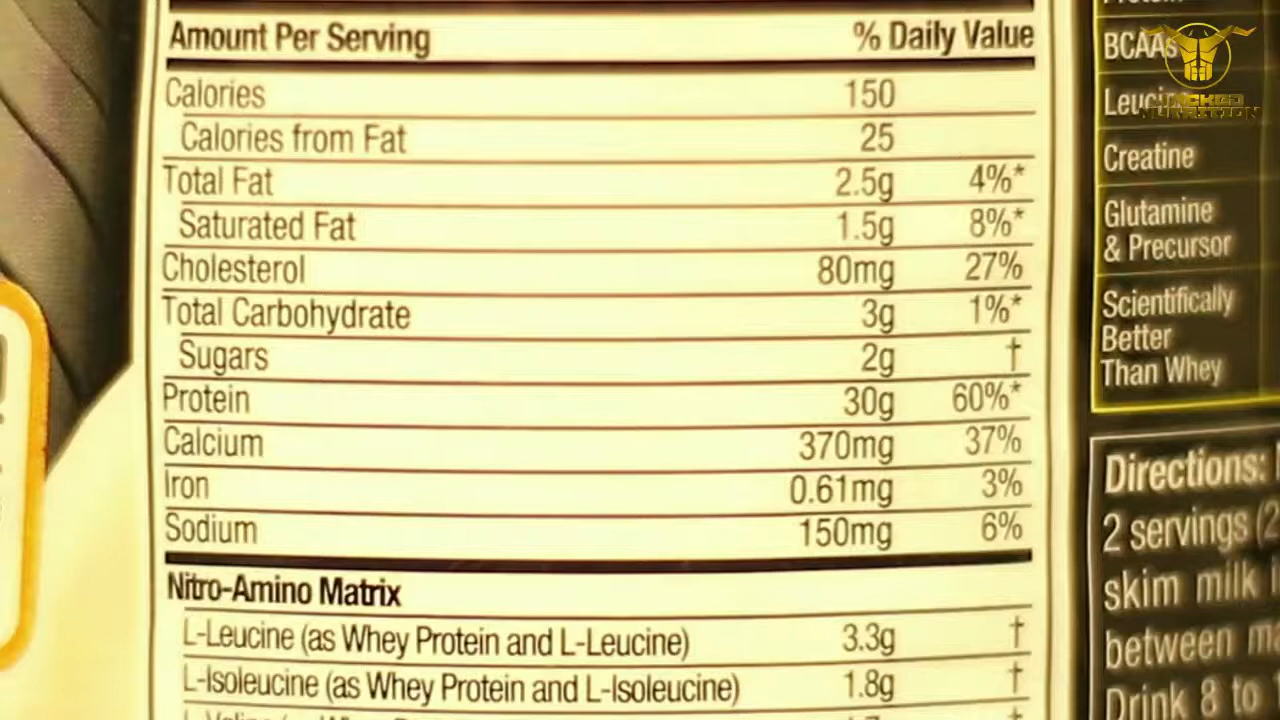 Amount Per Serving % Daily Value
Calories 150
Calories from Fat 25
Total Fat 2.5g 4%*
Saturated Fat 1.5g 8%*
Cholesterol 80mg 27%
Total Carbohydrate 3g 1%*
Sugars 2g †
Protein 30g 60%*
Calcium 370mg 37%
Iron 0.61mg 3%
Sodium 150mg 6%
Nitro-Amino Matrix
L-Leucine (as Whey Protein and L-Leucine) 3.3g †
L-Isoleucine (as Whey Protein and L-Isoleucine) 1.8g †
BCAAs
Creatine
Glutamine
& Precursor
Scientifically
Better
Than Whey
Directions:
2 servings (2
skim milk
between
Drink 8 to
NUTRITION